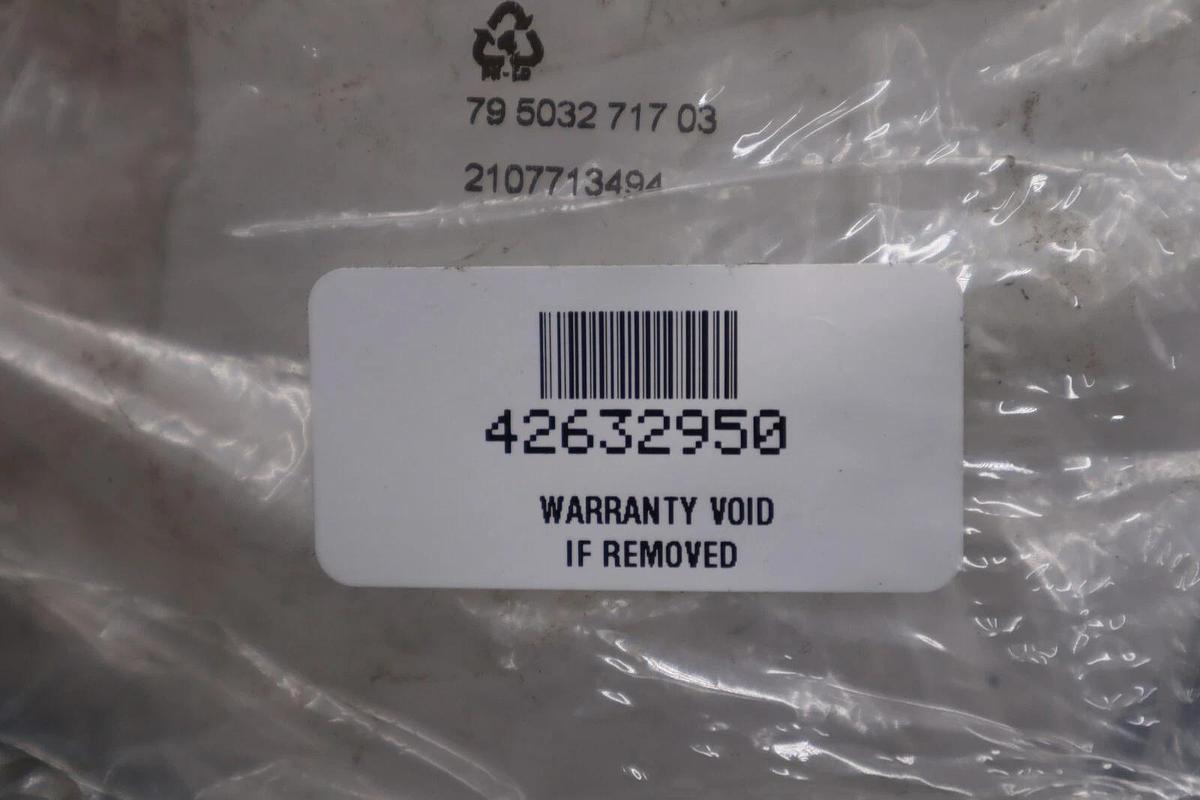 79 5032 717 03
2107713494
42632950
WARRANTY VOID
IF REMOVED